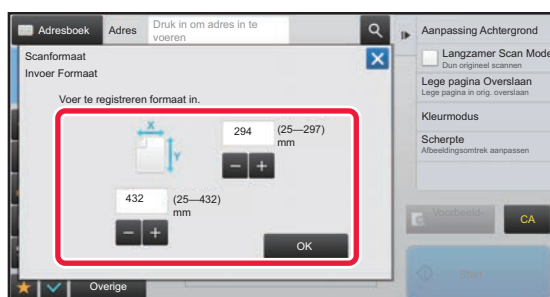 Adresboek
Adres
Druk in om adres in te
voeren
Aanpassing Achtergrond
Scanformaat
Invoer Formaat
Langzamer Scan Mode
Dun origineel scannen
Voer te registreren formaat in.
Lege pagina Overslaan
Lege pagina in orig. overslaan
X
Y
294
(25—297)
mm
Kleurmodus
Scherpte
Afbeeldingsomtrek aanpassen
432
(25—432)
mm
OK
Voorbeeld-
CA
Overige
Start